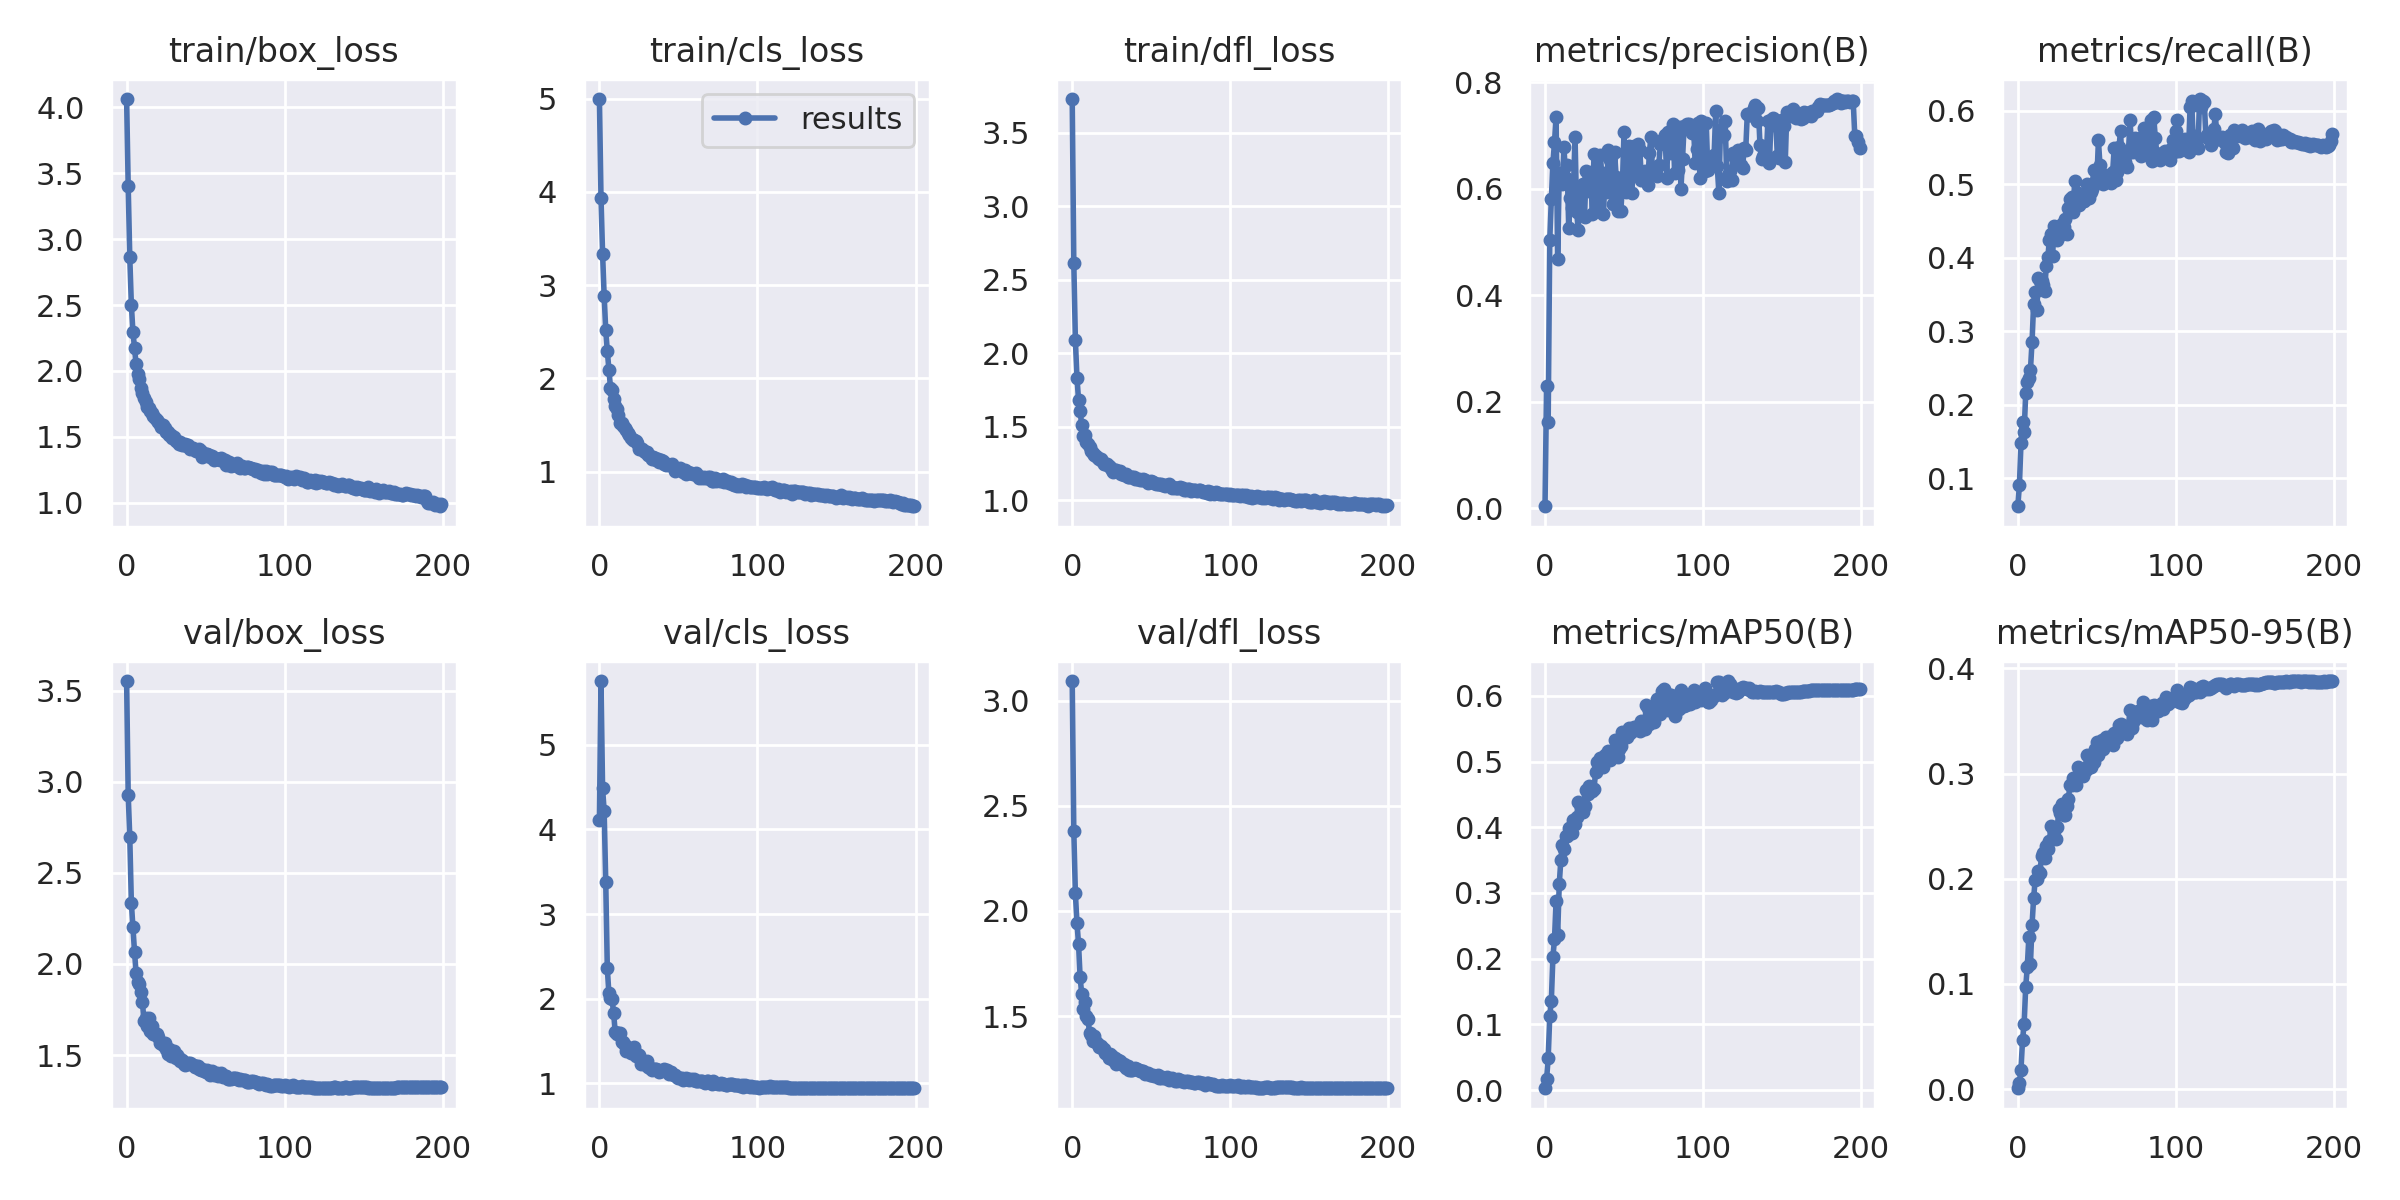 train/box_loss
4.0
3.5
3.0
2.5
2.0
1.5
1.0
0 100 200
train/cls_loss
results
5
4
3
2
1
0 100 200
train/dfl_loss
3.5
3.0
2.5
2.0
1.5
1.0
0 100 200
metrics/precision(B)
0.8
0.6
0.4
0.2
0.0
0 100 200
metrics/recall(B)
0.6
0.5
0.4
0.3
0.2
0.1
0 100 200
val/box_loss
3.5
3.0
2.5
2.0
1.5
0 100 200
val/cls_loss
5
4
3
2
1
0 100 200
val/dfl_loss
3.0
2.5
2.0
1.5
0 100 200
metrics/mAP50(B)
0.6
0.5
0.4
0.3
0.2
0.1
0.0
0 100 200
metrics/mAP50-95(B)
0.4
0.3
0.2
0.1
0.0
0 100 200